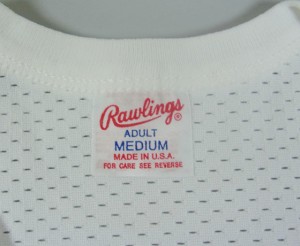 Rawlings®
ADULT
MEDIUM
MADE IN U.S.A.
FOR CARE SEE REVERSE